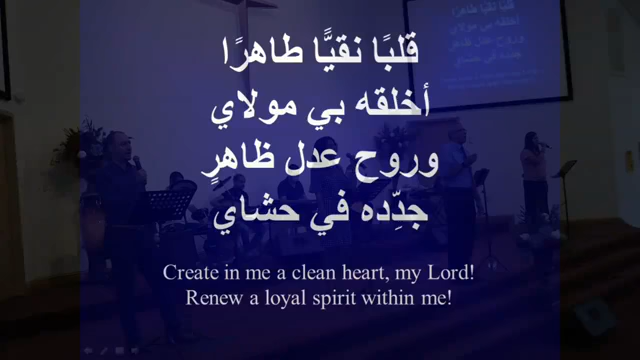 قلبًا نقيًّا طاهرًا
أخلقه بي مولاي
وروح عدل ظاهرٍ
جدِّده في حشاي
Create in me a clean heart, my Lord!
Renew a loyal spirit within me!